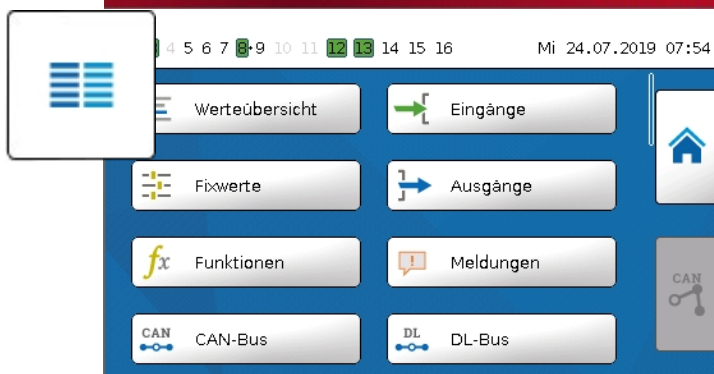 4 5 6 7 8 9 10 11 12 13 14 15 16 Mi 24.07.2019 07:54
Werteübersicht Eingänge
Fixwerte Ausgänge
fx Funktionen ! Meldungen
CAN
CAN CAN-Bus DL DL-Bus